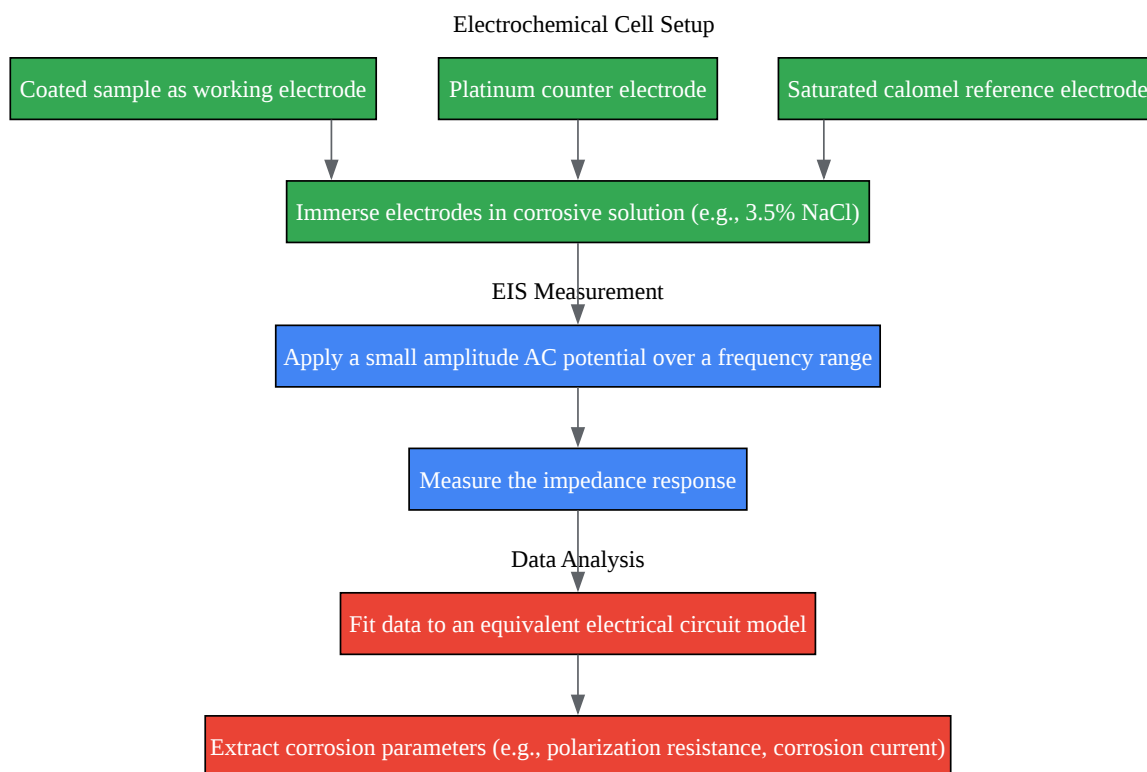 Electrochemical Cell Setup
Coated sample as working electrode
Platinum counter electrode
Saturated calomel reference electrode
Immerse electrodes in corrosive solution (e.g., 3.5% NaCl)
EIS Measurement
Apply a small amplitude AC potential over a frequency range
Measure the impedance response
Data Analysis
Fit data to an equivalent electrical circuit model
Extract corrosion parameters (e.g., polarization resistance, corrosion current)